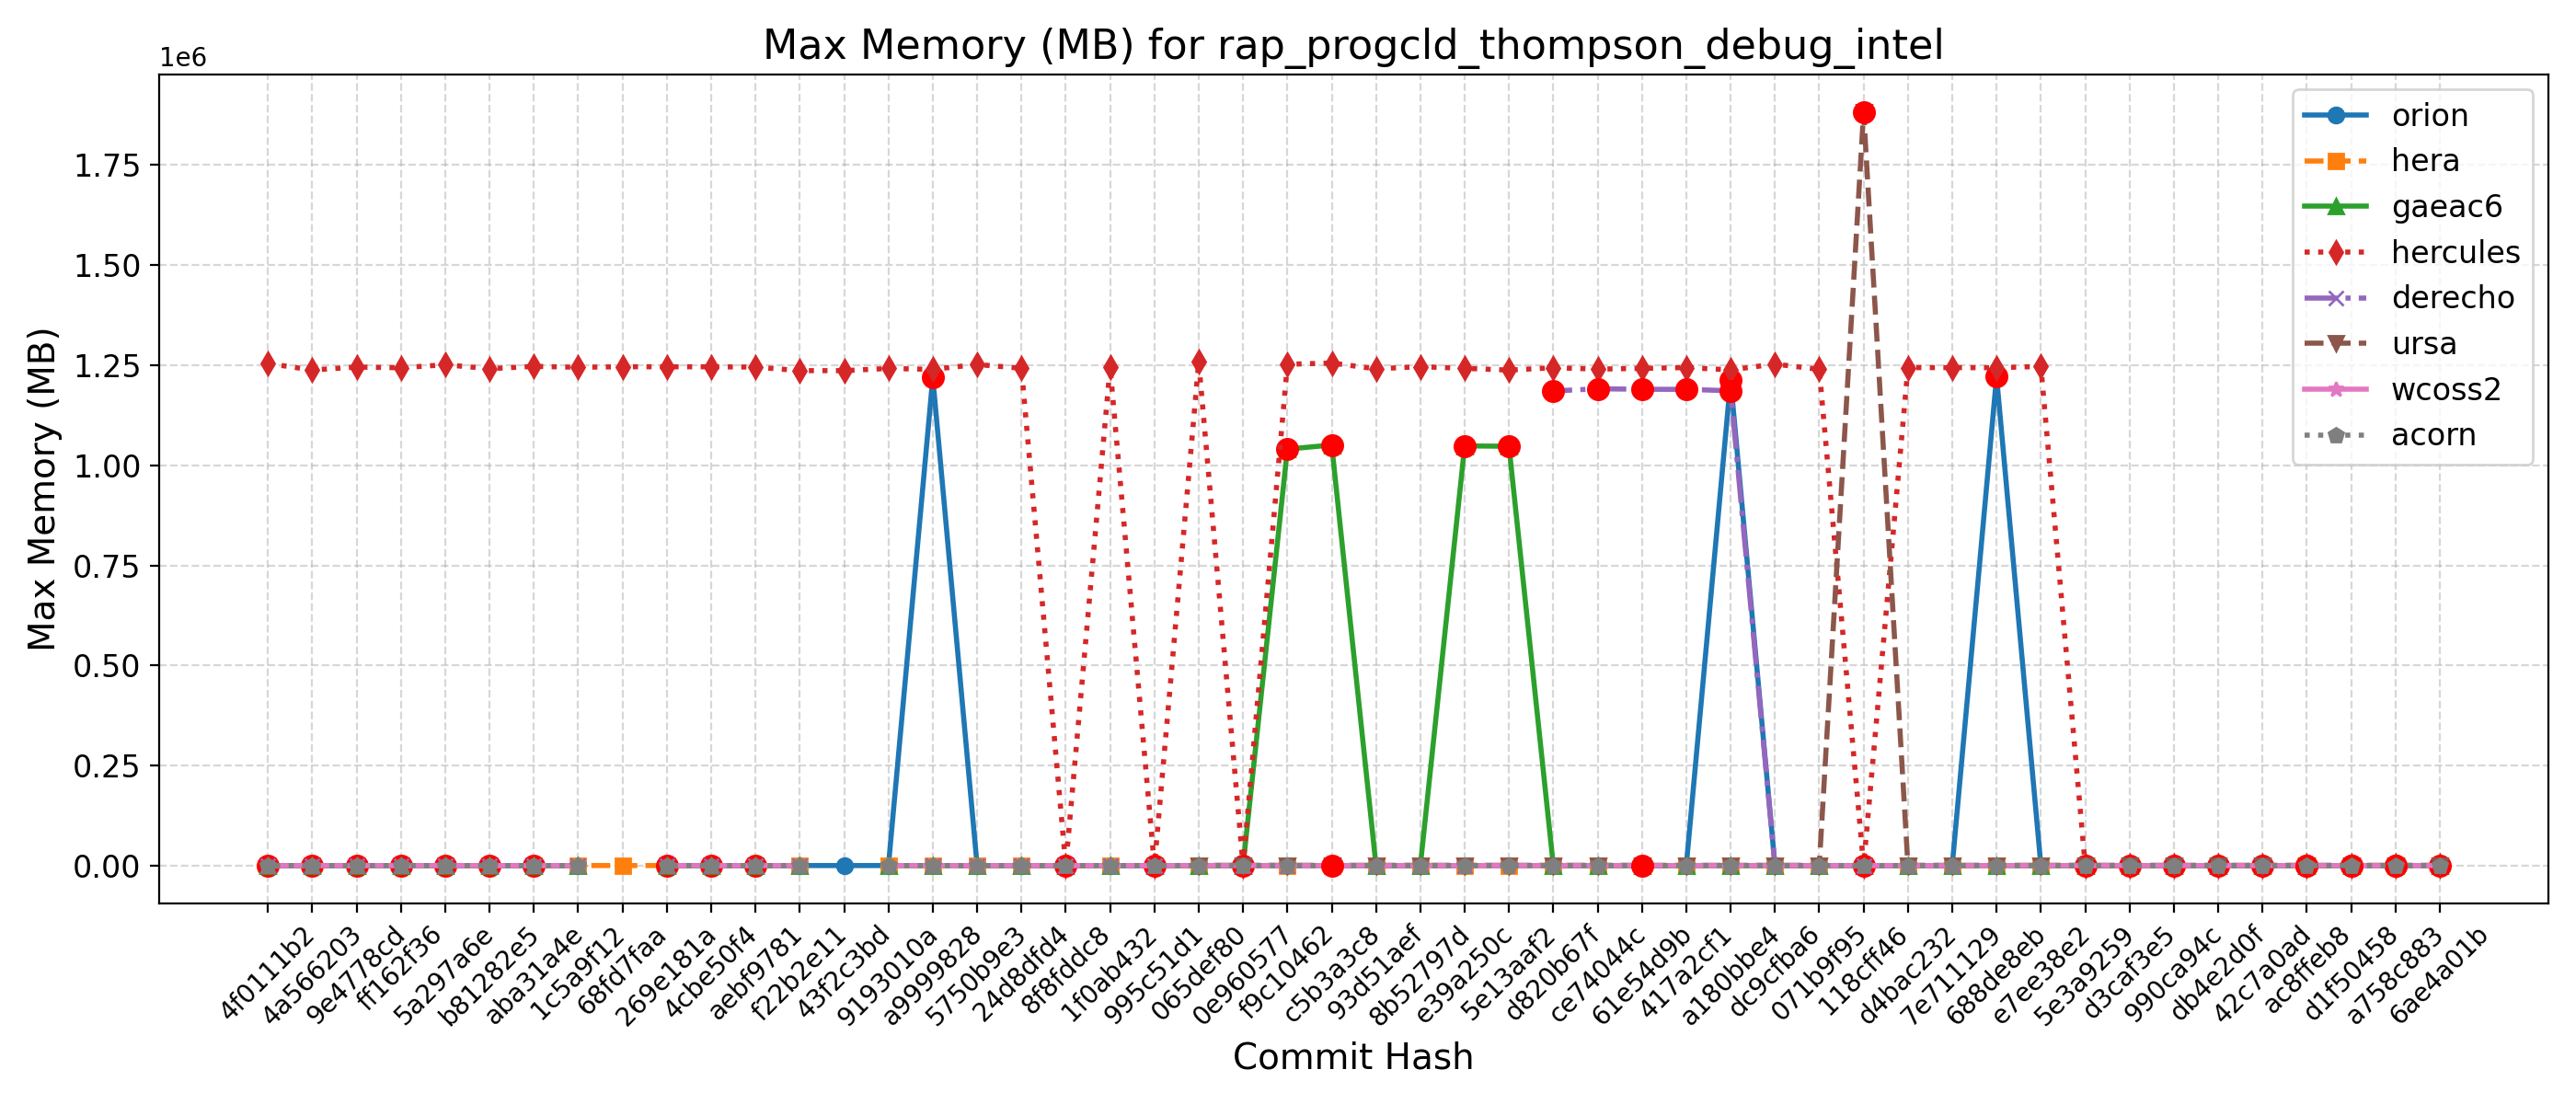 Max Memory (MB) for rap_progcld_thompson_debug_intel
1e6
1.75
1.50
1.25
1.00
0.75
0.50
0.25
0.00
Max Memory (MB)
orion
hera
gaeac6
hercules
derecho
ursa
wcoss2
acorn
4f0111b2
4a566203
9e4778cd
ff162f36
5a297a6e
b81282e5
aba31a4e
1c5a9f12
68fd7faa
269e181a
4cbe50f4
aebf9781
f22b2e11
43f2c3bd
9193010a
a9999828
5750b9e3
24d8dfd4
8f8fddc8
1f0ab432
995c51d1
065def80
0e960577
f9c10462
c5b3a3c8
93d51aef
8b52797d
e39a250c
5e13aaf2
d820b67f
ce74044c
61e54d9b
417a2cf1
a180bbe4
dc9cfba6
071b9f95
118cff46
d4bac232
7e711129
688de8eb
e7ee38e2
5e3a9259
d3caf3e5
990ca94c
db4e2d0f
42c7a0ad
ac8ffeb8
d1f50458
a758c883
6ae4a01b
Commit Hash